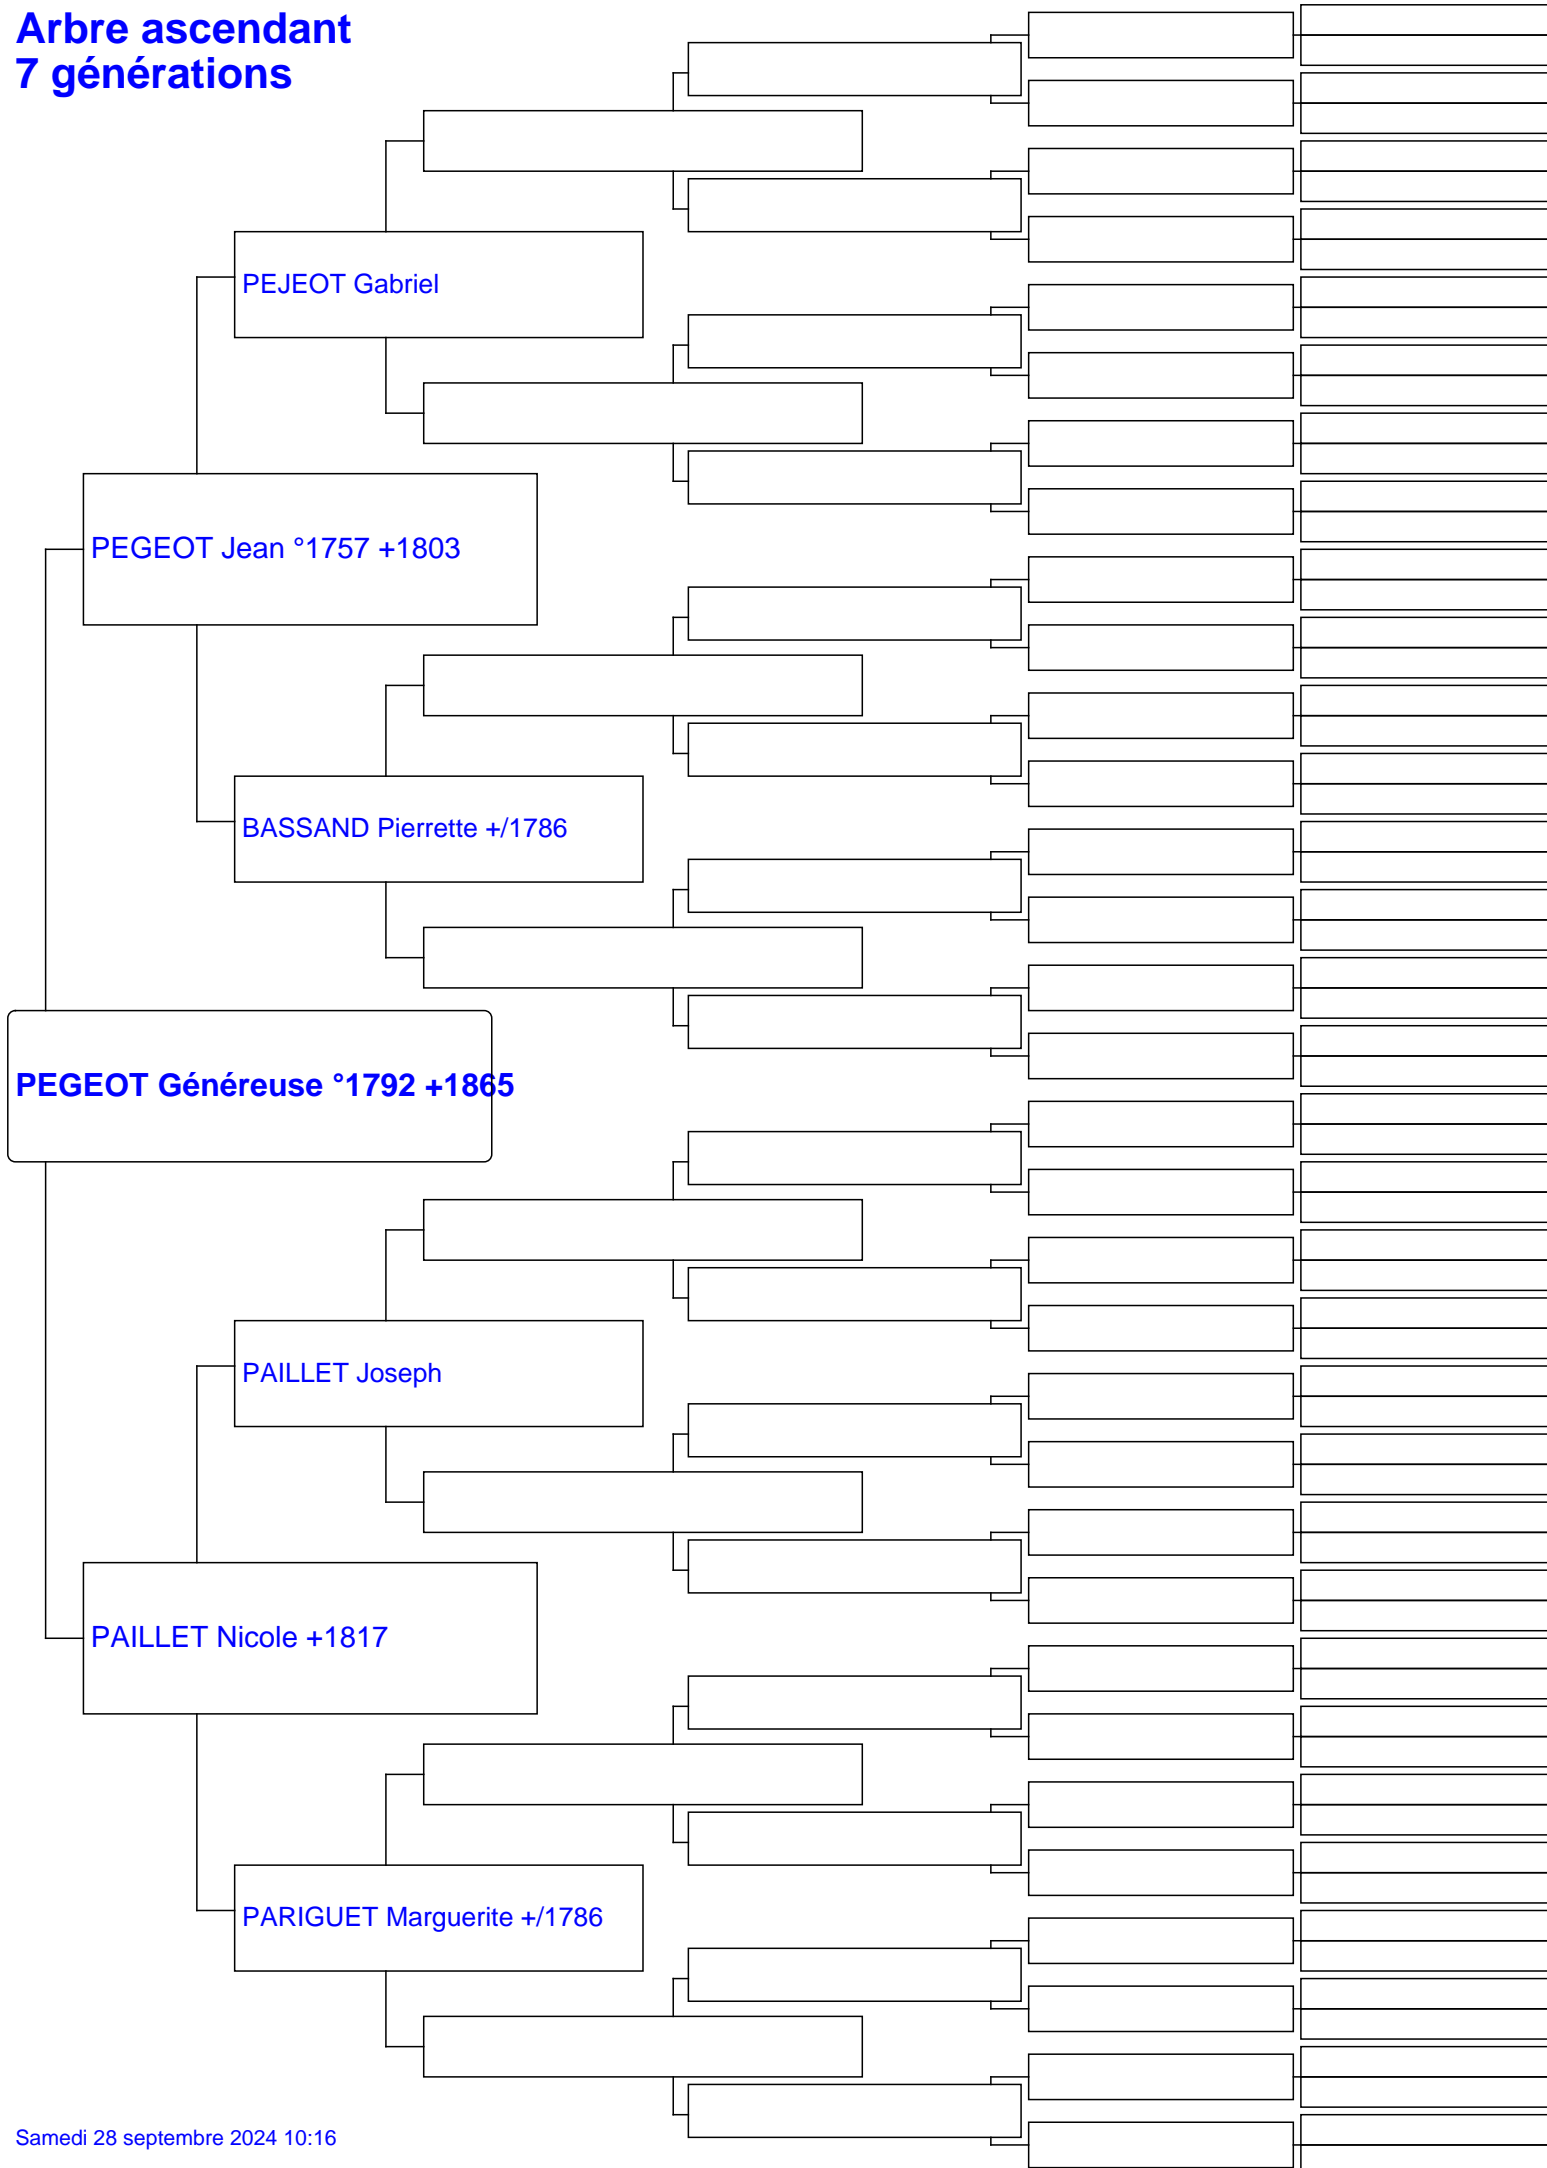 Arbre ascendant
7 générations
PEJEOT Gabriel
PEGEOT Jean °1757 +1803
BASSAND Pierrette +/1786
PEGEOT Généreuse °1792 +1865
PAILLET Joseph
PAILLET Nicole +1817
PARIGUET Marguerite +/1786
Samedi 28 septembre 2024 10:16